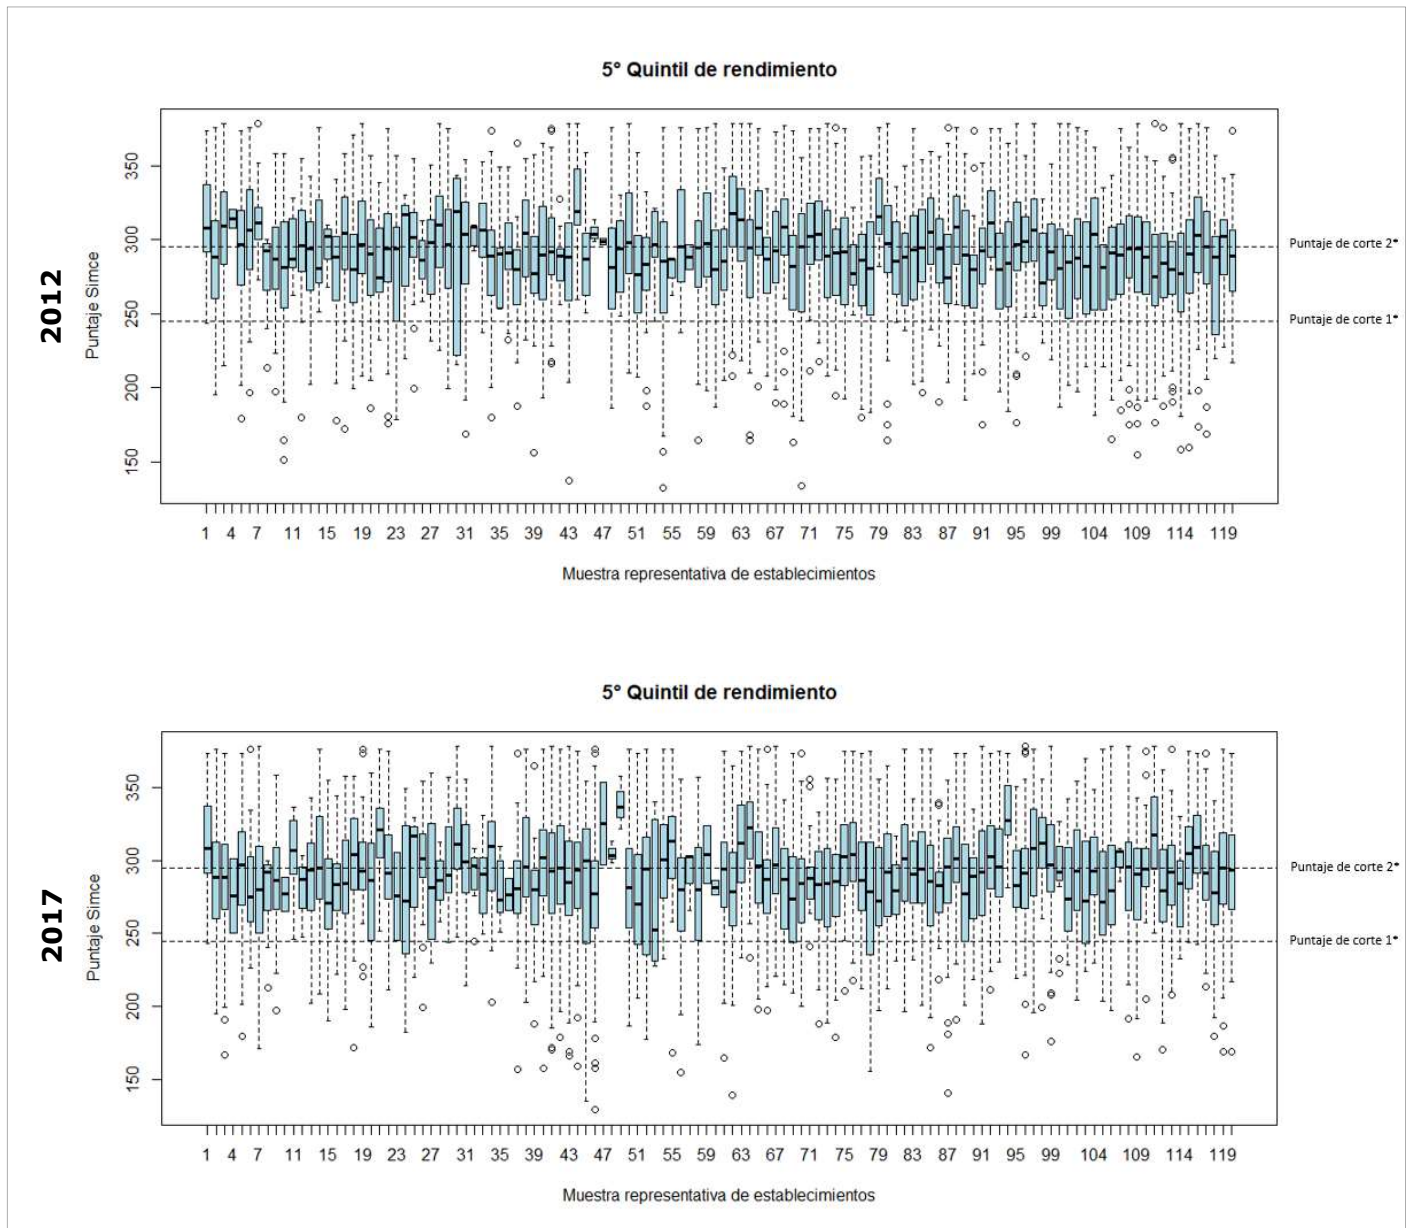 5° Quintil de rendimiento
2012
Puntaje Simce
350
300
250
200
150
Puntaje de corte 2*
Puntaje de corte 1*
1 4 7 11 15 19 23 27 31 35 39 43 47 51 55 59 63 67 71 75 79 83 87 91 95 99 104 109 114 119
Muestra representativa de establecimientos
5° Quintil de rendimiento
2017
Puntaje Simce
350
300
250
200
150
Puntaje de corte 2*
Puntaje de corte 1*
1 4 7 11 15 19 23 27 31 35 39 43 47 51 55 59 63 67 71 75 79 83 87 91 95 99 104 109 114 119
Muestra representativa de establecimientos